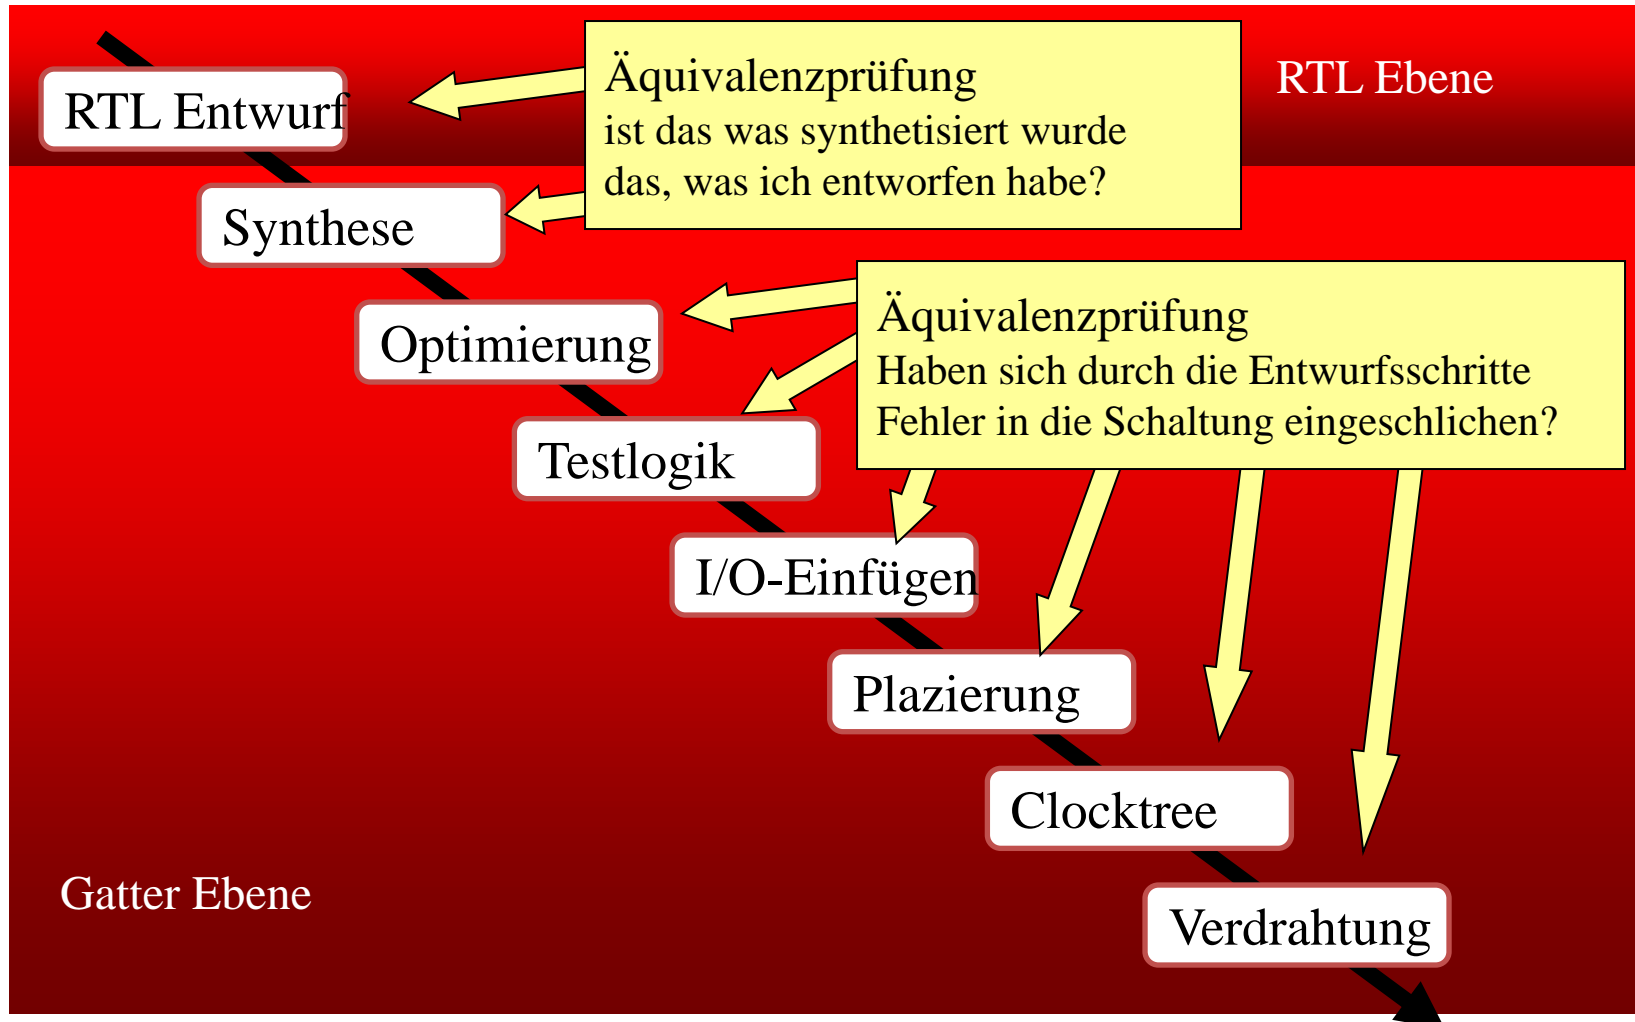 RTL Entwurf
Äquivalenzprüfung
ist das was synthetisiert wurde
das, was ich entworfen habe?
RTL Ebene
Synthese
Optimierung
Äquivalenzprüfung
Haben sich durch die Entwurfsschritte
Fehler in die Schaltung eingeschlichen?
Testlogik
I/O-Einfügen
Plazierung
Clocktree
Gatter Ebene
Verdrahtung